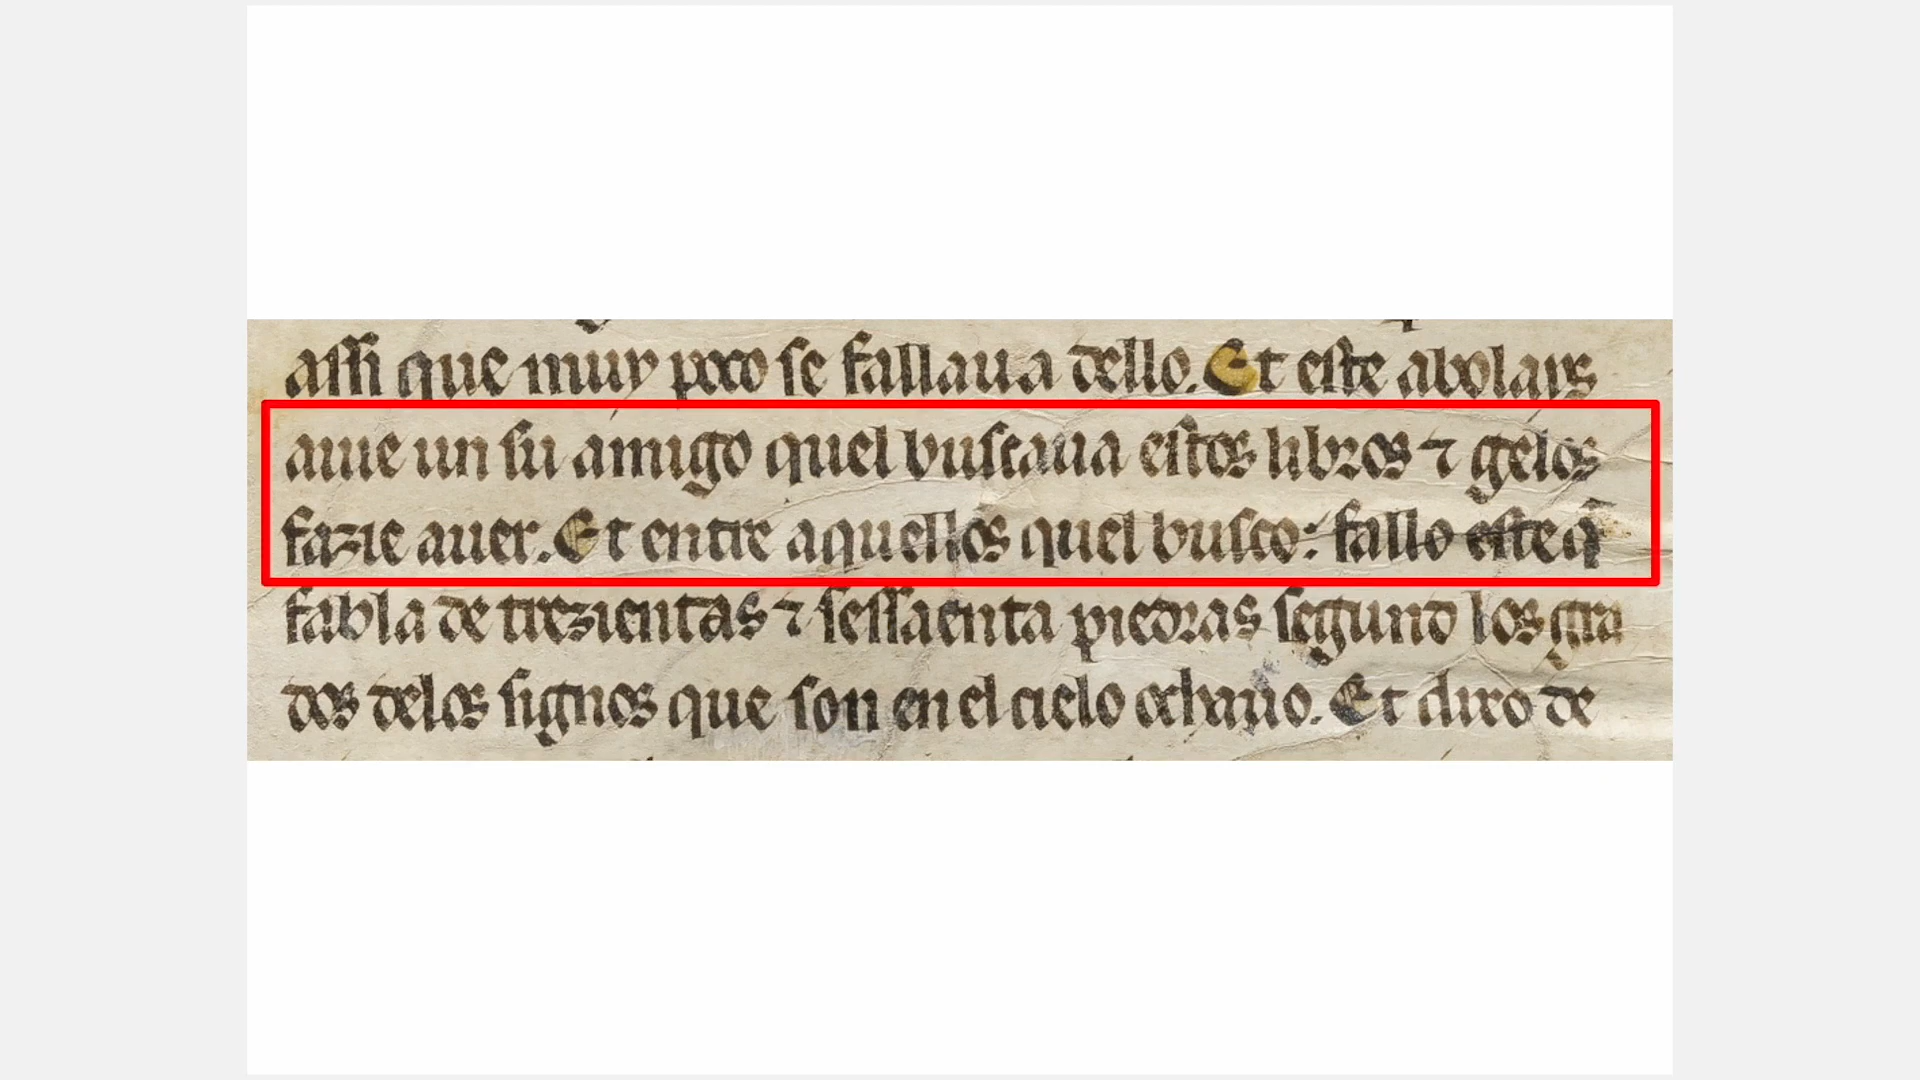 assi que muy poco se fallaua dello. Et este abolays
auie un su amigo quel buscaua estos libros ⁊ gelos
fazie auer. Et entre aquellos quel busco: fallo este q̄
fabla de trezientas ⁊ sessaenta piedras segund los gra
dos delos signos que son en el cielo ochauo. Et dixo de